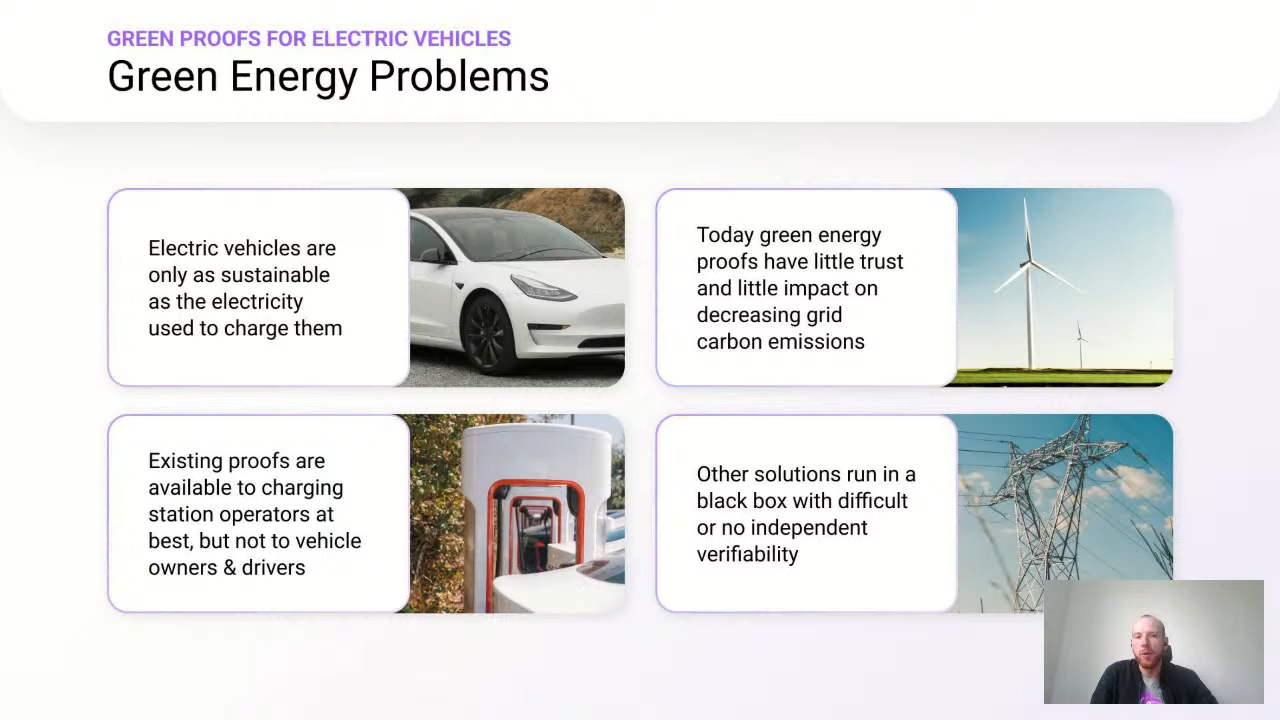 GREEN PROOFS FOR ELECTRIC VEHICLES
Green Energy Problems
Electric vehicles are
only as sustainable
as the electricity
used to charge them
Today green energy
proofs have little trust
and little impact on
decreasing grid
carbon emissions
Existing proofs are
available to charging
station operators at
best, but not to vehicle
owners & drivers
Other solutions run in a
black box with difficult
or no independent
verifiability